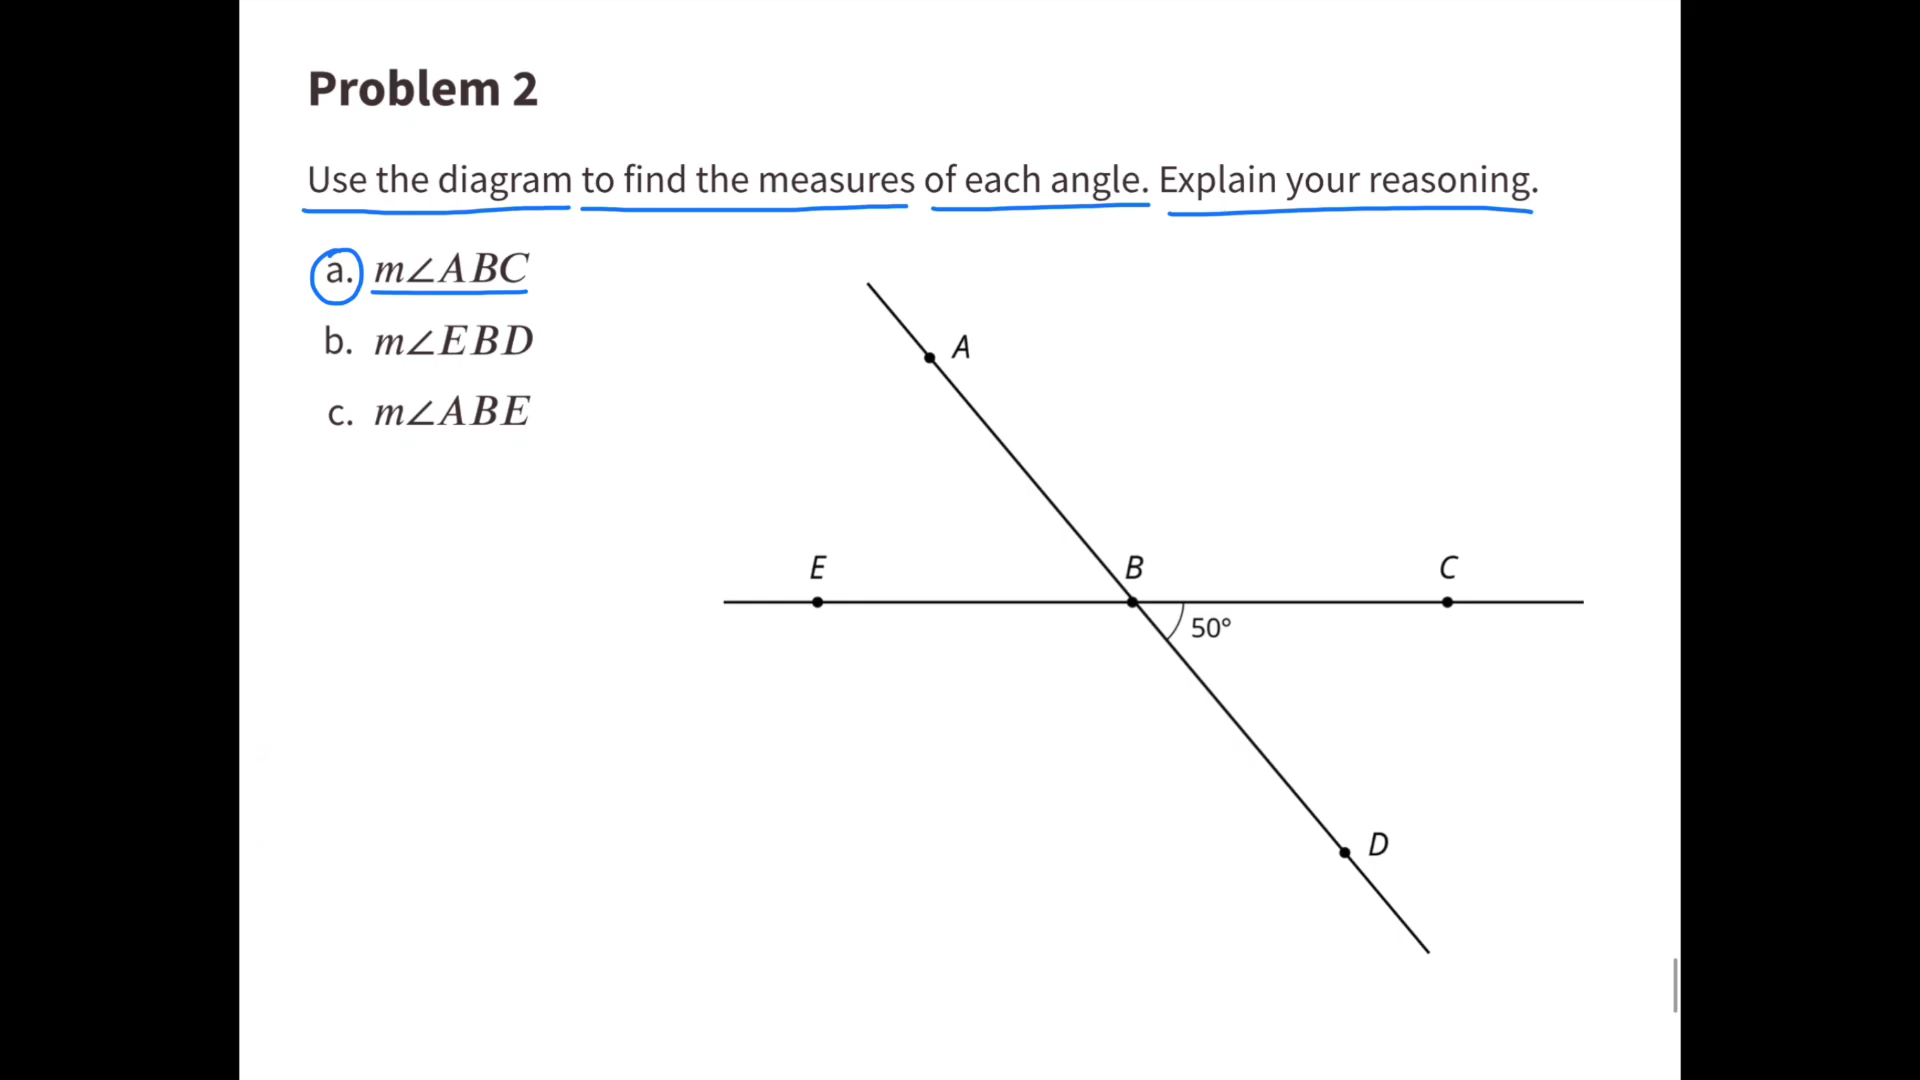 Problem 2
Use the diagram to find the measures of each angle. Explain your reasoning.
a. m∠ABC
b. m∠EBD
c. m∠ABE
A
E
B
C
50°
D